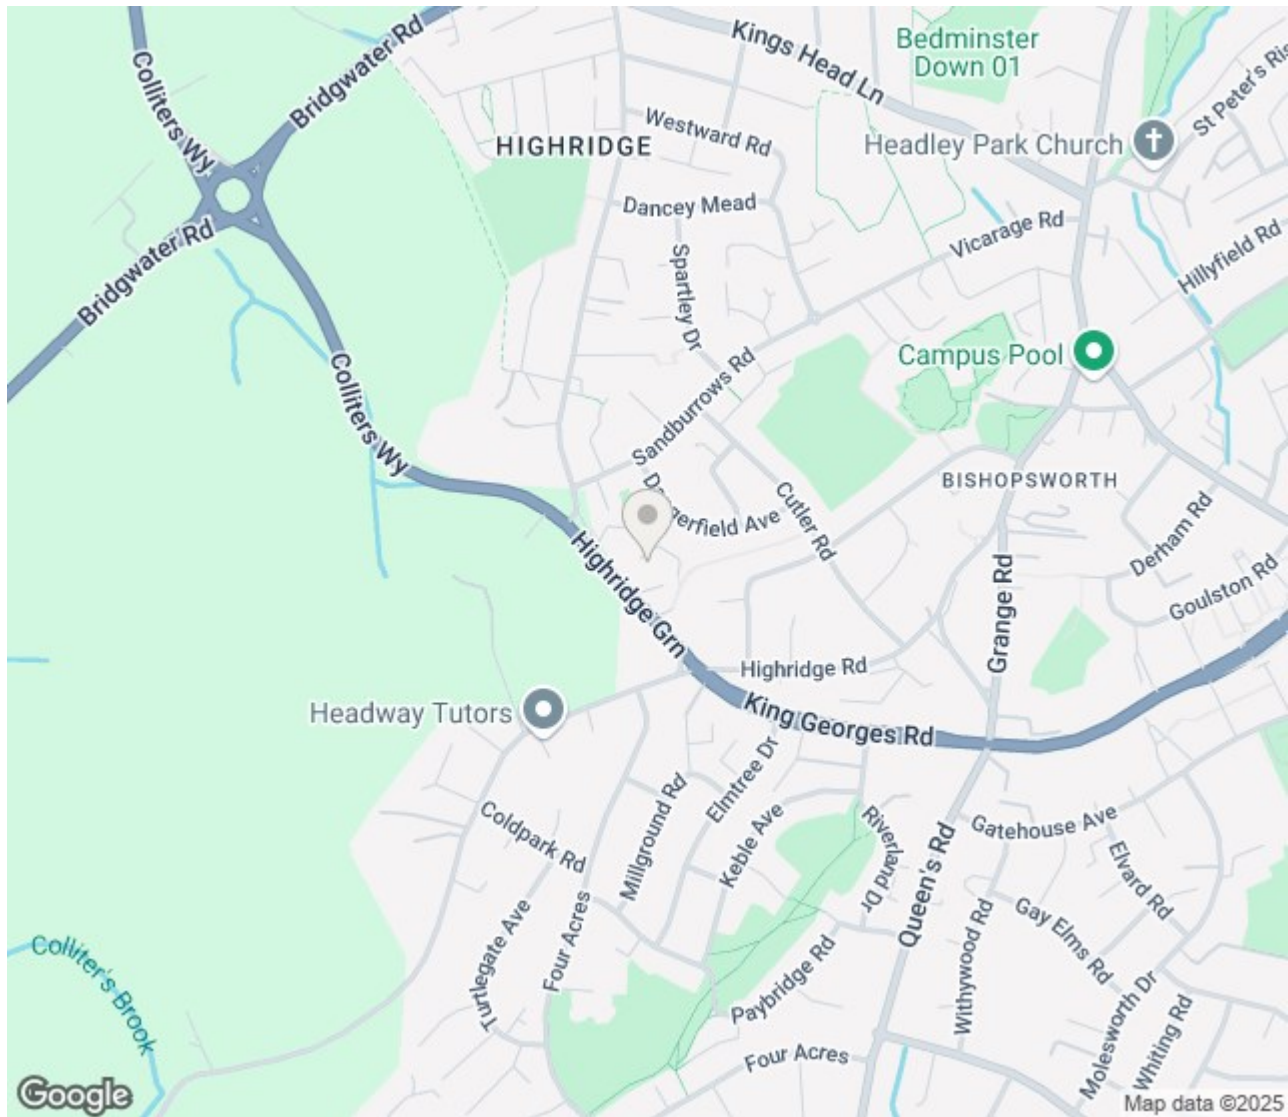 Bridgwater Rd
Kings Head Ln
Bedminster
Down 01
Colliters Wy
St Peter's Ris
Westward Rd
HIGHRIDGE
Headley Park Church
Dancey Mead
Vicarage Rd
Hillyfield Rd
Bridgwater Rd
Spartley Dr
Campus Pool
Colliters Wy
Sandburrows Rd
BISHOPSWORTH
Cutler Rd
Derham Rd
Highridge Grn
Goulston Rd
Grange Rd
Highridge Rd
Headway Tutors
King Georges Rd
Elmtree Dr
Millground Rd
Coldpark Rd
Keble Ave
Riverland Dr
Gatehouse Ave
Elvard Rd
Queen's Rd
Turtlegate Ave
Four Acres
Withywood Rd
Gay Elms Rd
Colliter's Brook
Paybridge Rd
Molesworth Dr
Whiting Rd
Four Acres
Google
Map data ©2025